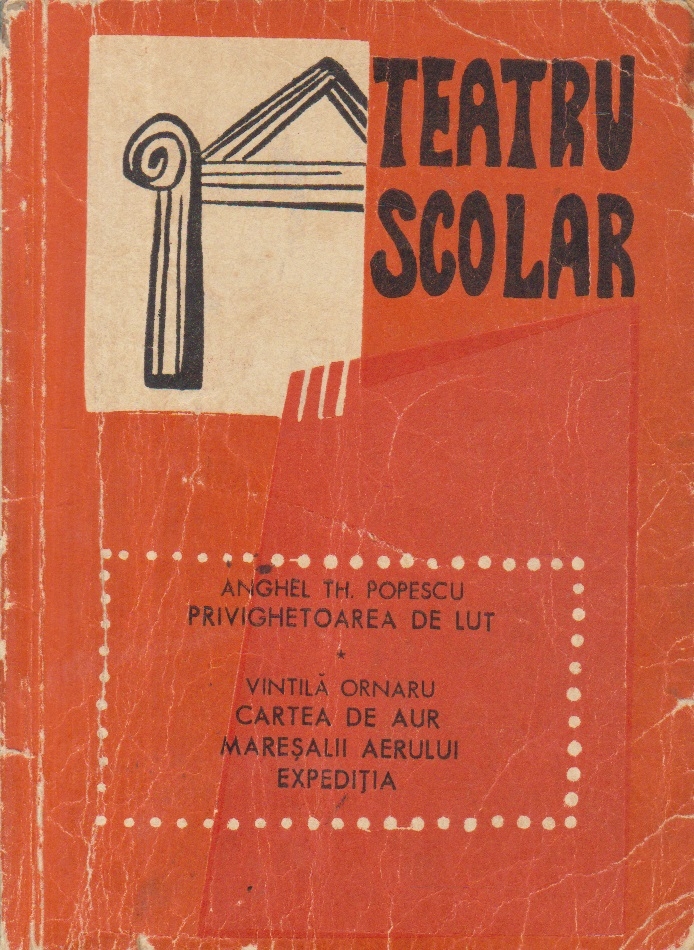 TEATRU
SCOLAR
ANGHEL TH. POPESCU
PRIVIGHETOAREA DE LUT
*
VINTILĂ ORNARU
CARTEA DE AUR
MAREȘALII AERULUI
EXPEDIȚIA